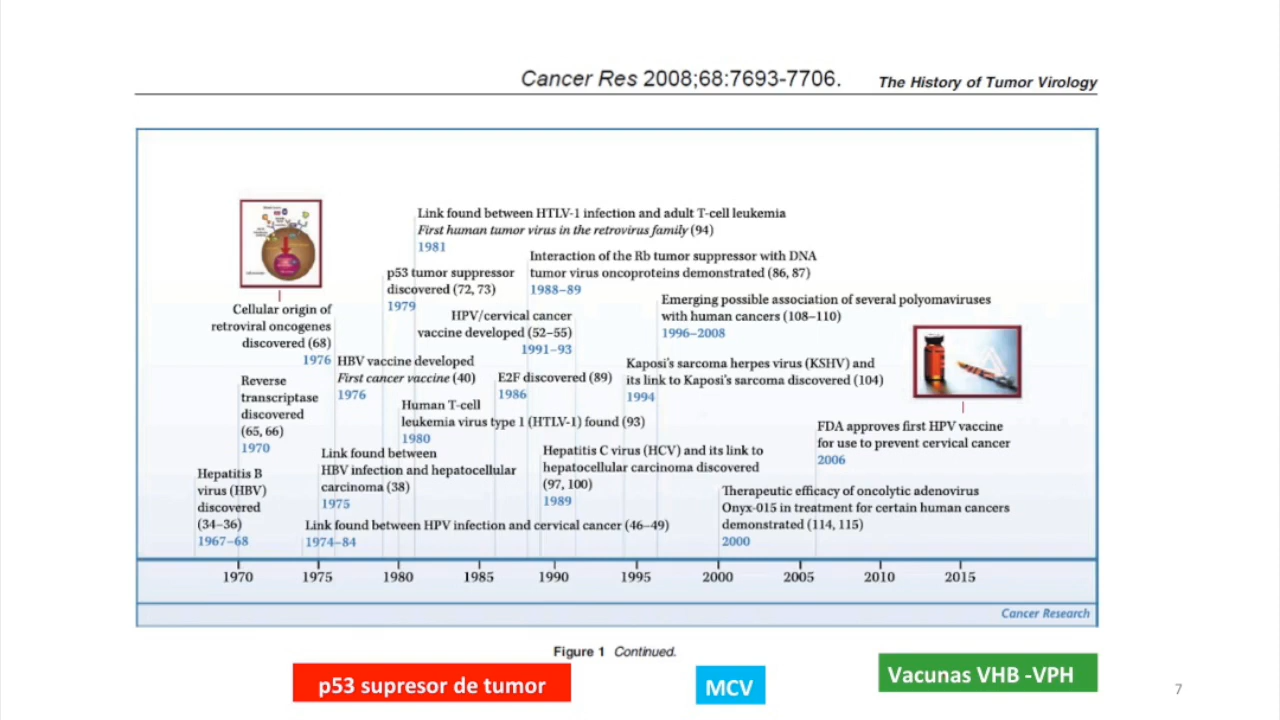 Cancer Res 2008;68:7693-7706.
The History of Tumor Virology
Link found between HTLV-1 infection and adult T-cell leukemia
First human tumor virus in the retrovirus family (94)
1981
Interaction of the Rb tumor suppressor with DNA
tumor virus oncoproteins demonstrated (86, 87)
1988–89
p53 tumor suppressor
discovered (72, 73)
1979
Emerging possible association of several polyomaviruses
with human cancers (108–110)
1996–2008
Cellular origin of
retroviral oncogenes
discovered (68)
1976
HPV/cervical cancer
vaccine developed (52–55)
1991–93
HBV vaccine developed
First cancer vaccine (40)
1976
E2F discovered (89)
1986
Kaposi's sarcoma herpes virus (KSHV) and
its link to Kaposi's sarcoma discovered (104)
1994
Reverse
transcriptase
discovered
(65, 66)
1970
Human T-cell
leukemia virus type 1 (HTLV-1) found (93)
1980
FDA approves first HPV vaccine
for use to prevent cervical cancer
2006
Link found between
HBV infection and hepatocellular
carcinoma (38)
1975
Hepatitis C virus (HCV) and its link to
hepatocellular carcinoma discovered
(97, 100)
1989
Hepatitis B
virus (HBV)
discovered
(34–36)
1967–68
Therapeutic efficacy of oncolytic adenovirus
Onyx-015 in treatment for certain human cancers
demonstrated (114, 115)
2000
Link found between HPV infection and cervical cancer (46–49)
1974–84
1970 1975 1980 1985 1990 1995 2000 2005 2010 2015
Cancer Research
Figure 1 Continued.
p53 supresor de tumor
MCV
Vacunas VHB -VPH
7